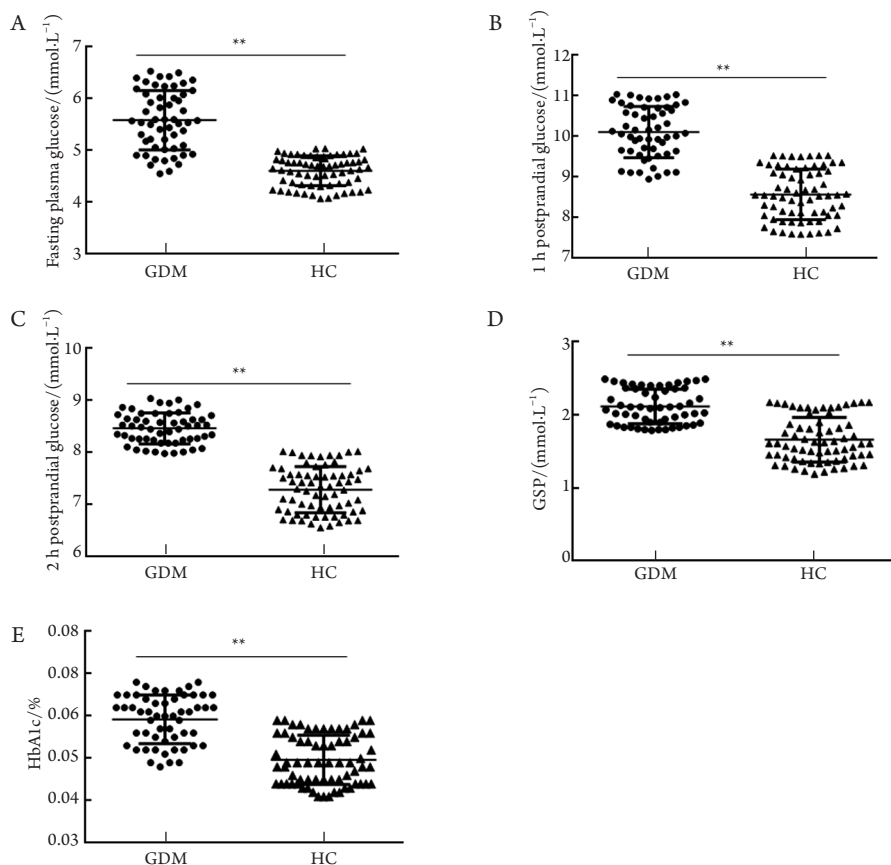 A
**
Fasting plasma glucose/(mmol·L⁻¹)
7
6
5
4
3
GDM
HC
B
**
1 h postprandial glucose/(mmol·L⁻¹)
12
11
10
9
8
7
GDM
HC
C
**
2 h postprandial glucose/(mmol·L⁻¹)
10
9
8
7
6
GDM
HC
D
**
GSP/(mmol·L⁻¹)
3
2
1
0
GDM
HC
E
**
HbA1c/%
0.08
0.08
0.06
0.05
0.04
0.03
GDM
HC